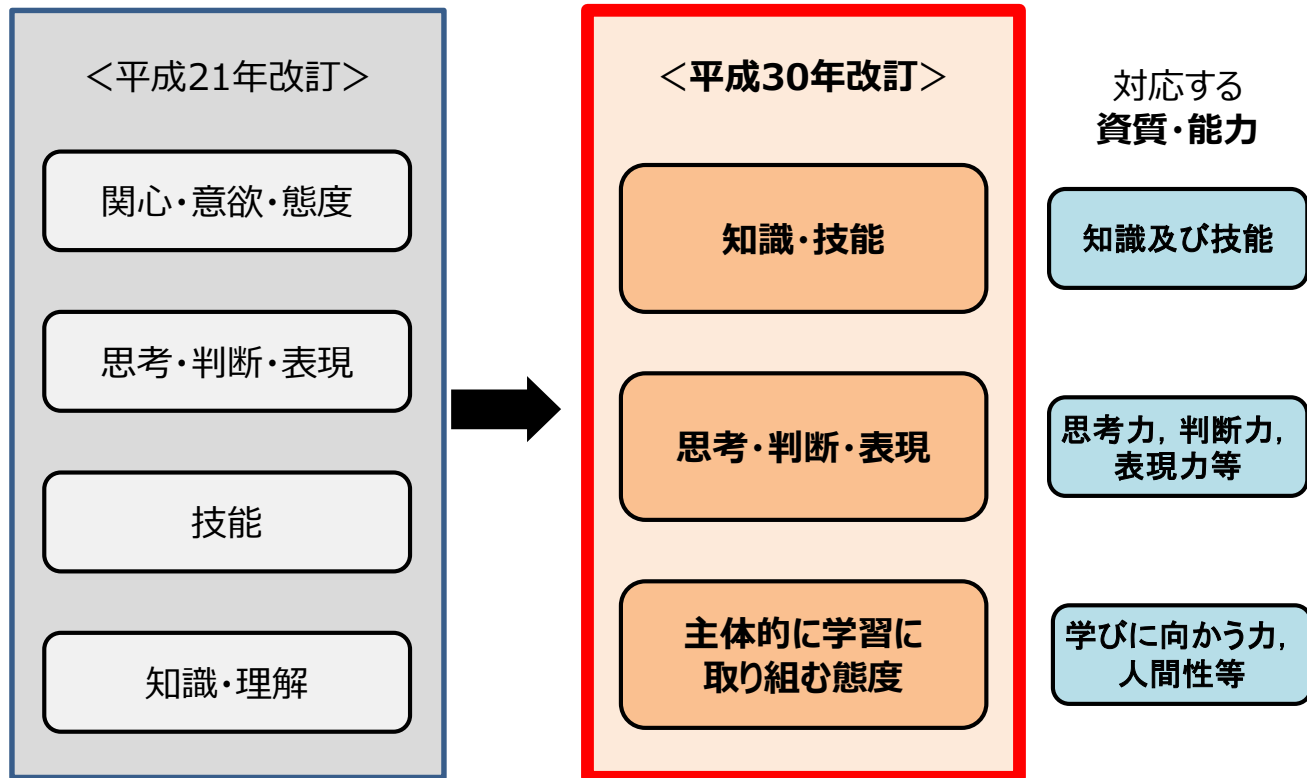 ＜平成21年改訂＞
関心・意欲・態度
思考・判断・表現
技能
知識・理解
＜平成30年改訂＞
知識・技能
思考・判断・表現
主体的に学習に
取り組む態度
対応する
資質・能力
知識及び技能
思考力，判断力，
表現力等
学びに向かう力，
人間性等